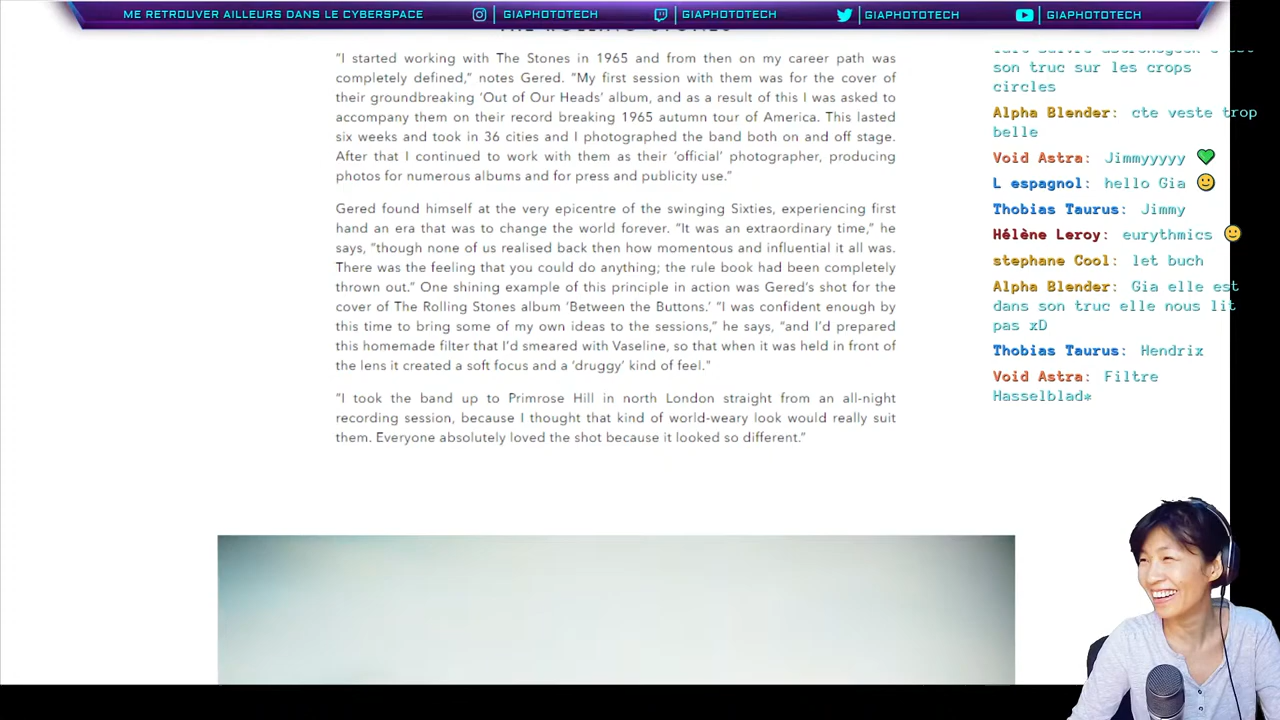 ME RETROUVER AILLEURS DANS LE CYBERSPACE
GIAPHOTOTECH
GIAPHOTOTECH
GIAPHOTOTECH
GIAPHOTOTECH
THE ROLLING STONES
“I started working with The Stones in 1965 and from then on my career path was
completely defined,” notes Gered. “My first session with them was for the cover of
their groundbreaking ‘Out of Our Heads’ album, and as a result of this I was asked to
accompany them on their record breaking 1965 autumn tour of America. This lasted
six weeks and took in 36 cities and I photographed the band both on and off stage.
After that I continued to work with them as their ‘official’ photographer, producing
photos for numerous albums and for press and publicity use.”
Gered found himself at the very epicentre of the swinging Sixties, experiencing first
hand an era that was to change the world forever. “It was an extraordinary time,” he
says, “though none of us realised back then how momentous and influential it all was.
There was the feeling that you could do anything; the rule book had been completely
thrown out.” One shining example of this principle in action was Gered’s shot for the
cover of The Rolling Stones album ‘Between the Buttons.’ “I was confident enough by
this time to bring some of my own ideas to the sessions,” he says, “and I’d prepared
this homemade filter that I’d smeared with Vaseline, so that when it was held in front of
the lens it created a soft focus and a ‘druggy’ kind of feel.”
“I took the band up to Primrose Hill in north London straight from an all-night
recording session, because I thought that kind of world-weary look would really suit
them. Everyone absolutely loved the shot because it looked so different.”
son truc sur les crops
circles
Alpha Blender: cte veste trop
belle
Void Astra: Jimmyyyyy 💚
L espagnol: hello Gia 🙂
Thobias Taurus: Jimmy
Hélène Leroy: eurythmics 🙂
stephane Cool: let buch
Alpha Blender: Gia elle est
dans son truc elle nous lit
pas xD
Thobias Taurus: Hendrix
Void Astra: Filtre
Hasselblad*